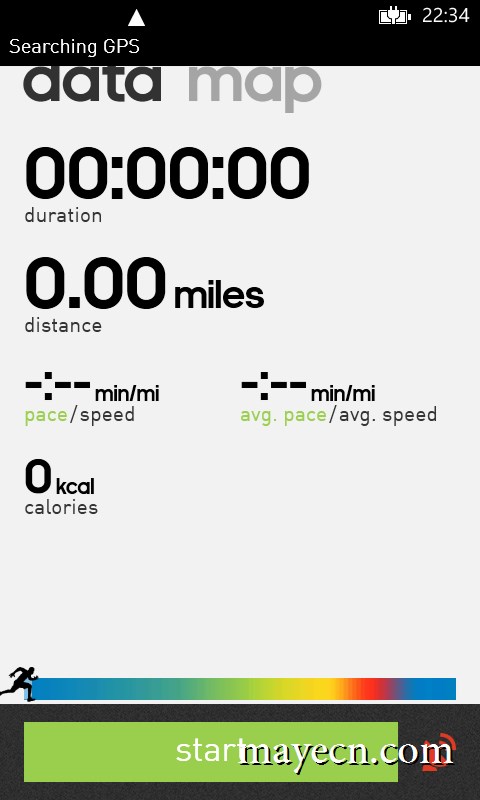 22:34
Searching GPS
data map
00:00:00
duration
0.00 miles
distance
-:-- min/mi -:-- min/mi
pace/speed avg. pace/avg. speed
0 kcal
calories
start
mayecn.com